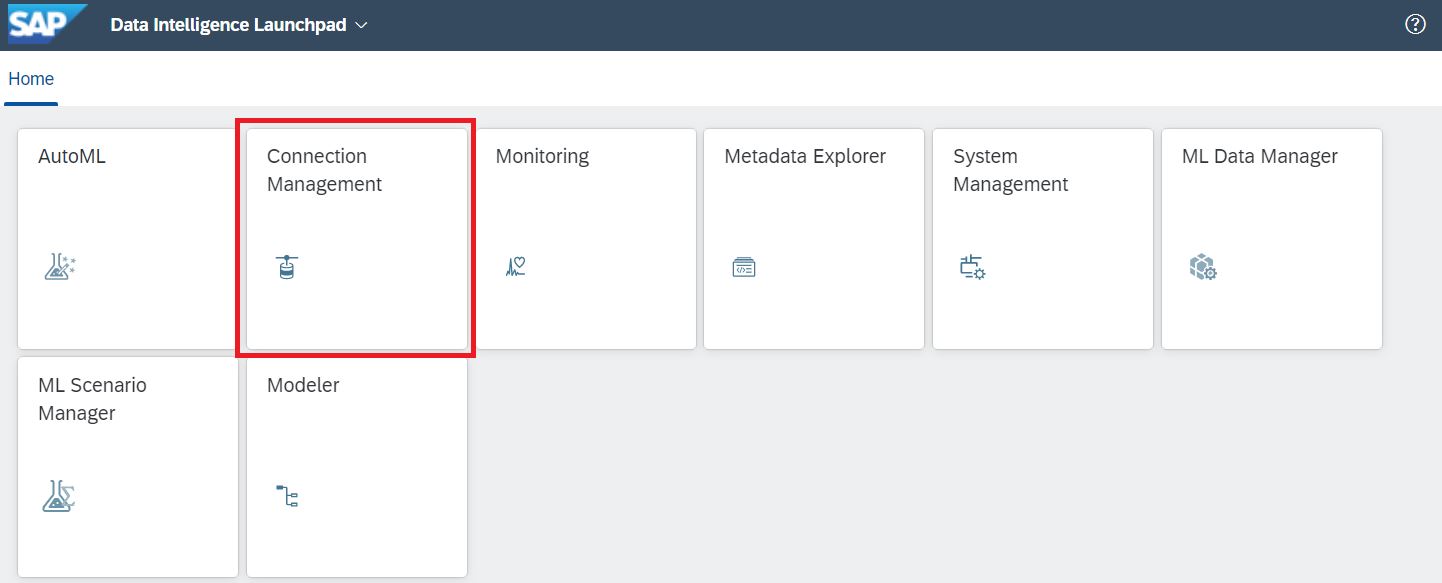 SAP
Data Intelligence Launchpad
Home
AutoML
Connection
Management
Monitoring
Metadata Explorer
System
Management
ML Data Manager
ML Scenario
Manager
Modeler